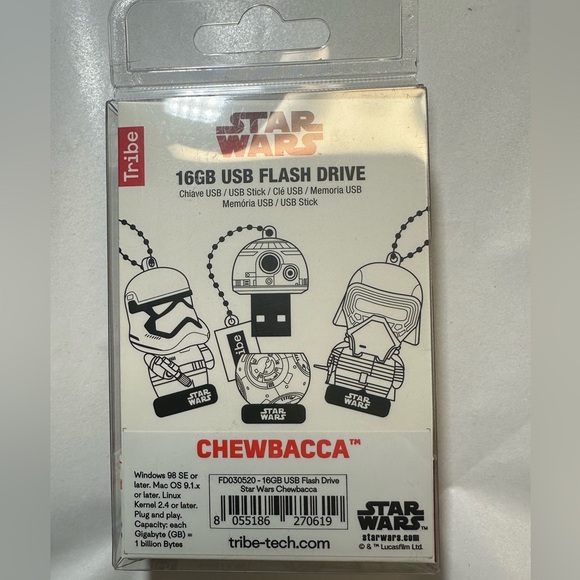 STAR
WARS
Tribe
16GB USB FLASH DRIVE
Chiave USB / USB Stick / Clé USB / Memoria USB
Memória USB / USB Stick
Tribe
STAR
WARS
STAR
WARS
STAR
WARS
CHEWBACCA™
Windows 98 SE or
later. Mac OS 9.1.x
or later. Linux
Kernel 2.4 or later.
Plug and play.
Capacity: each
Gigabyte (GB) =
1 billion Bytes
FD030520 - 16GB USB Flash Drive
Star Wars Chewbacca
8 055186 270619
tribe-tech.com
STAR
WARS™
starwars.com
© & ™ Lucasfilm Ltd.